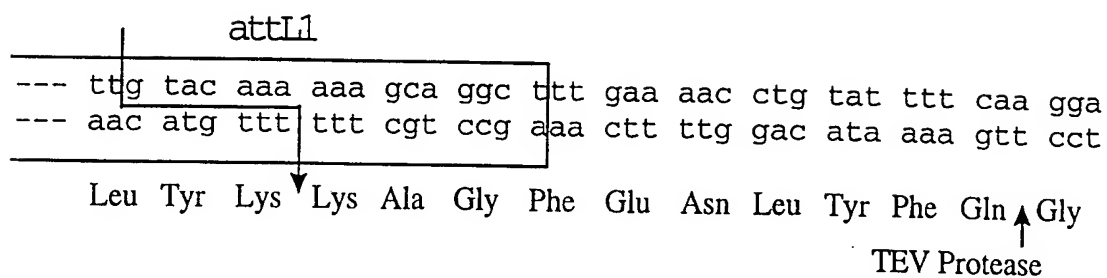 attL1
--- ttg tac aaa aaa gca ggc ttt gaa aac ctg tat ttt caa gga
--- aac atg ttt ttt cgt ccg aaa ctt ttg gac ata aaa gtt cct
Leu Tyr Lys Lys Ala Gly Phe Glu Asn Leu Tyr Phe Gln Gly
TEV Protease